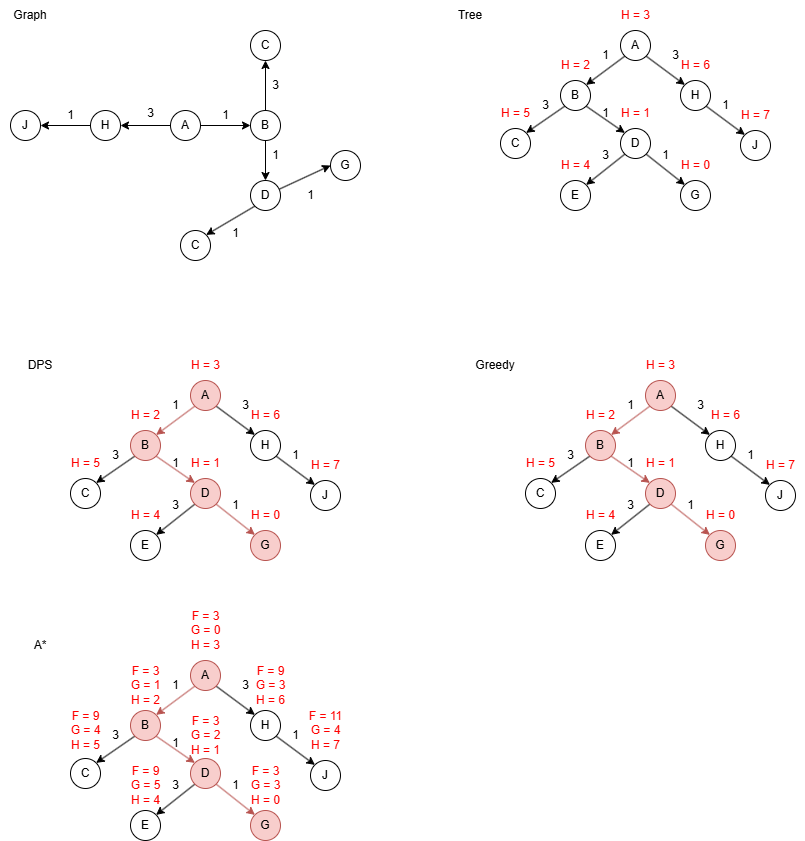 Graph
C
3
J
1
H
3
A
1
B
1
D
1
G
1
C
Tree
H = 3
A
1
3
H = 2
H = 6
B
H
H = 5
3
1
H = 1
1
H = 7
C
D
J
H = 4
3
1
H = 0
E
G
DPS
H = 3
A
1
3
H = 2
H = 6
B
H
H = 5
3
1
H = 1
1
H = 7
C
D
J
H = 4
3
1
H = 0
E
G
Greedy
H = 3
A
1
3
H = 2
H = 6
B
H
H = 5
3
1
H = 1
1
H = 7
C
D
J
H = 4
3
1
H = 0
E
G
A*
F = 3
G = 0
H = 3
A
F = 3
G = 1
H = 2
1
3
F = 9
G = 3
H = 6
B
H
F = 9
G = 4
H = 5
3
1
F = 3
G = 2
H = 1
1
F = 11
G = 4
H = 7
C
D
J
F = 9
G = 5
H = 4
3
1
F = 3
G = 3
H = 0
E
G